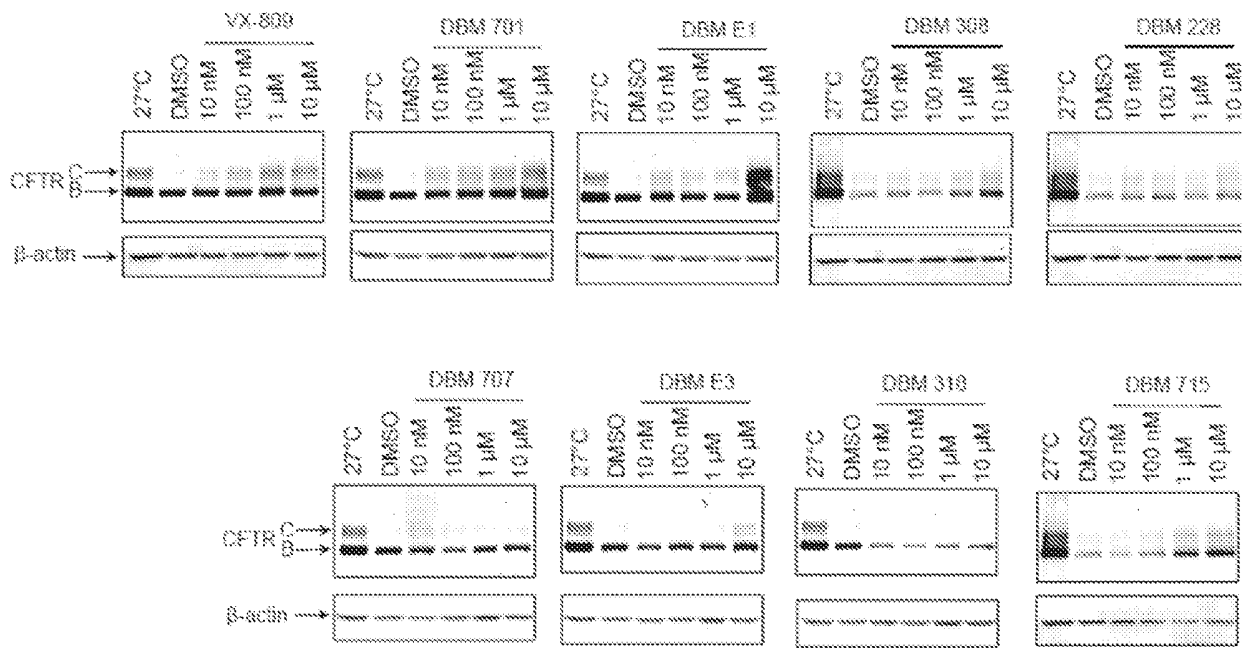 VX-809
27°C DMSO 10 nM 100 nM 1 µM 10 µM
CFTR C B
β-actin
DBM 701
27°C DMSO 10 nM 100 nM 1 µM 10 µM
DBM E1
27°C DMSO 10 nM 100 nM 1 µM 10 µM
DBM 308
27°C DMSO 10 nM 100 nM 1 µM 10 µM
DBM 228
27°C DMSO 10 nM 100 nM 1 µM 10 µM
DBM 707
27°C DMSO 10 nM 100 nM 1 µM 10 µM
CFTR C B
β-actin
DBM E3
27°C DMSO 10 nM 100 nM 1 µM 10 µM
DBM 319
27°C DMSO 10 nM 100 nM 1 µM 10 µM
DBM 715
27°C DMSO 10 nM 100 nM 1 µM 10 µM